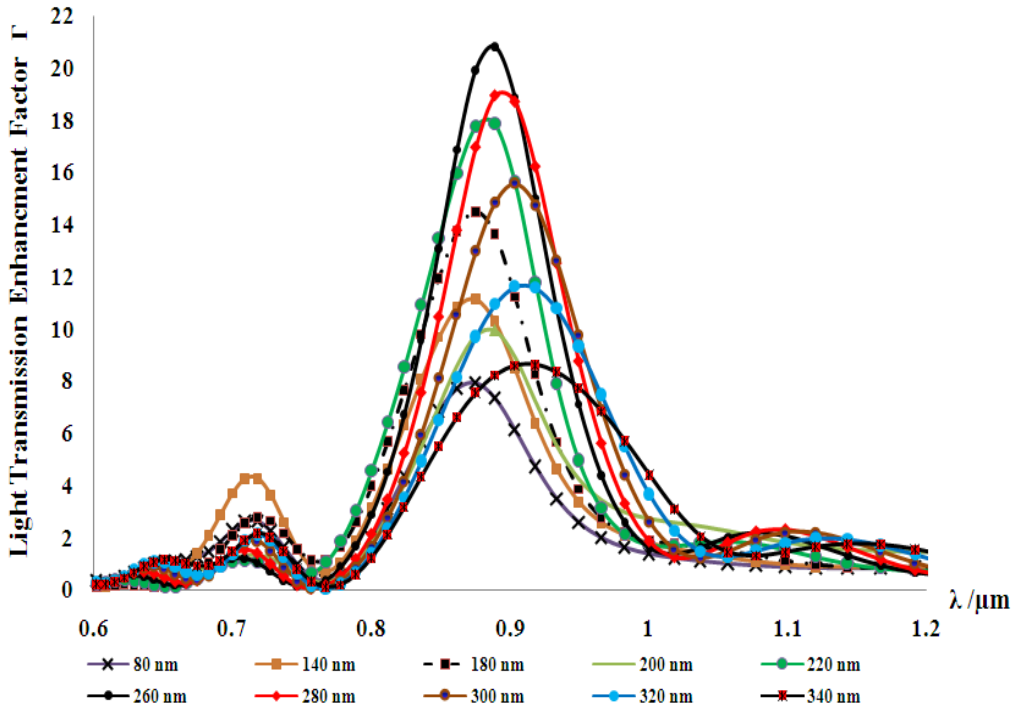 Light Transmission Enhancment Factor Γ
22
20
18
16
14
12
10
8
6
4
2
0
0.6 0.7 0.8 0.9 1 1.1 1.2
λ /μm
80 nm 140 nm 180 nm 200 nm 220 nm
260 nm 280 nm 300 nm 320 nm 340 nm